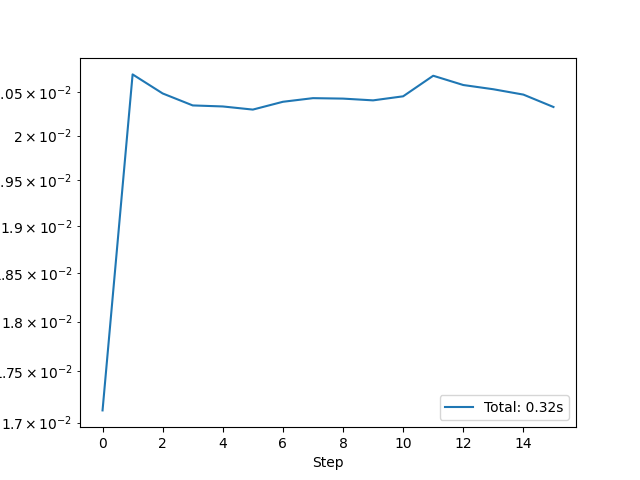 .05 × 10⁻²
2 × 10⁻²
.95 × 10⁻²
1.9 × 10⁻²
.85 × 10⁻²
1.8 × 10⁻²
.75 × 10⁻²
1.7 × 10⁻²
Total: 0.32s
0 2 4 6 8 10 12 14
Step